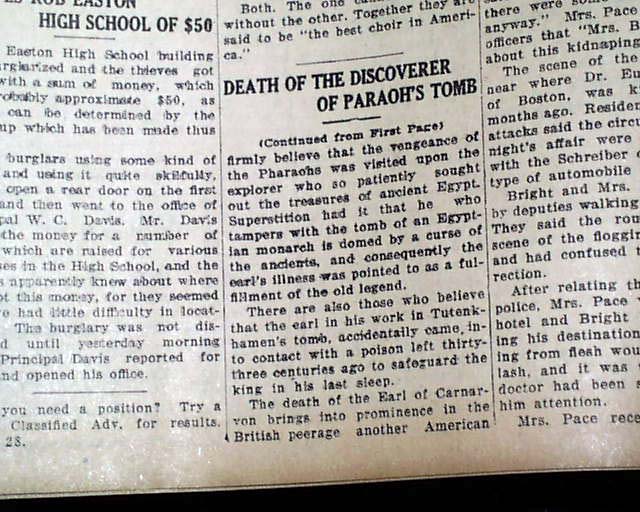 ROB EASTON
HIGH SCHOOL OF $50
Easton High School building
and the thieves got
with a sum of money, which
approximate $50, as
can be determined by the
up which has been made thus
burglars using some kind of
and using it quite skilfully,
open a rear door on the first
and then went to the office of
W. C. Davis. Mr. Davis
the money for a number of
which are raised for various
in the High School, and the
apparently knew about where
this money, for they seemed
had little difficulty in locat-
The burglary was not dis-
until yesterday morning
Principal Davis reported for
and opened his office.
you need a position? Try a
Classified Adv. for results.
28.
Both. The one
without the other. Together they are
said to be "the best choir in Ameri-
ca."
DEATH OF THE DISCOVERER
OF PARAOH'S TOMB
(Continued from First Page)
firmly believe that the vengeance of
the Pharaohs was visited upon the
explorer who so patiently sought
out the treasures of ancient Egypt.
Superstition had it that he who
tampers with the tomb of an Egypt-
ian monarch is domed by a curse of
the ancients, and consequently the
earl's illness was pointed to as a ful-
fillment of the old legend.
There are also those who believe
that the earl in his work in Tutenk-
hamen's tomb, accidentally came, in-
to contact with a poison left thirty-
three centuries ago to safeguard the
king in his last sleep.
The death of the Earl of Carnar-
von brings into prominence in the
British peerage another American
there were
anyway." Mrs. Pace
officers that "Mrs.
about this kidnaping
The scene of the
near where Dr.
of Boston, was
months ago.
attacks said the
night's affair were
with the Schreiber
type of automobile
Bright and Mrs.
by deputies walking
They said the
scene of the
and had confused
rection.
After relating
police, Mrs. Pace
hotel and Bright
ing his destination
ing from flesh
lash, and it was
doctor had been
him attention.
Mrs. Pace